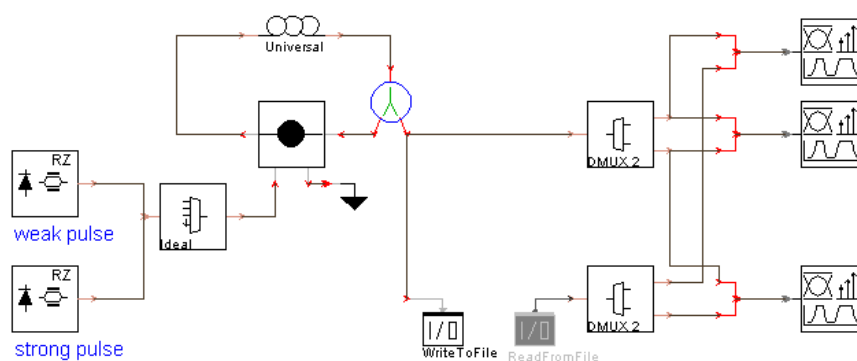 Universal
RZ
weak pulse
Ideal
RZ
strong pulse
DMUX 2
DMUX 2
I/O
WriteToFile
I/O
ReadFromFile